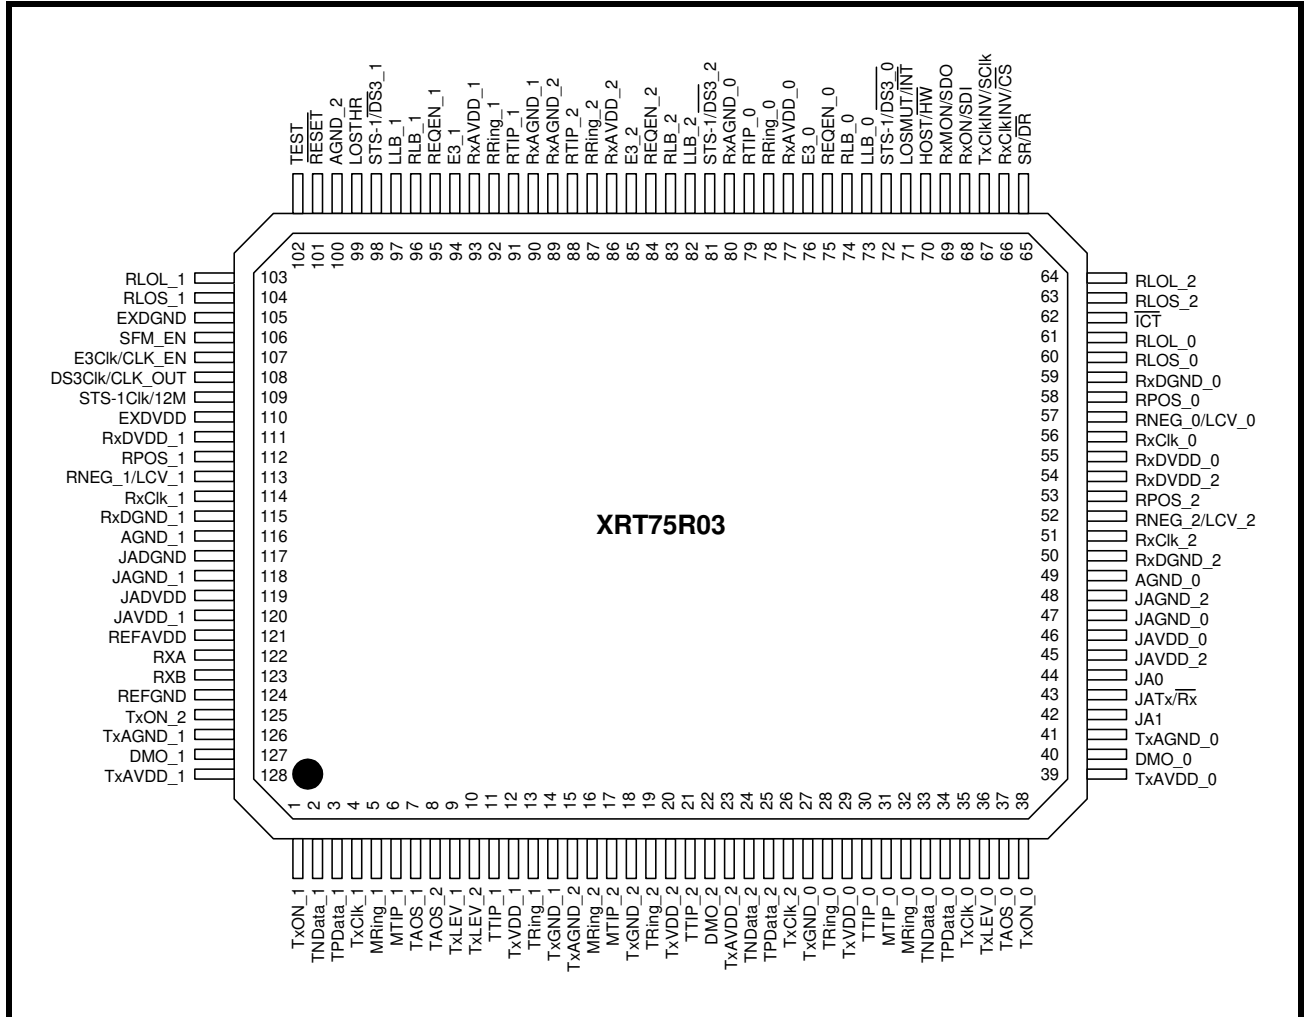 TEST
RESET
AGND_2
LOSTHR
STS-1/DS3_1
LLB_1
RLB_1
REQEN_1
E3_1
RxAVDD_1
RRing_1
RTIP_1
RxAGND_1
RxAGND_2
RTIP_2
RRing_2
RxAVDD_2
E3_2
REQEN_2
RLB_2
LLB_2
STS-1/DS3_2
RxAGND_0
RTIP_0
RRing_0
RxAVDD_0
E3_0
REQEN_0
RLB_0
LLB_0
STS-1/DS3_0
LOSMUT/INT
HOST/HW
RxMON/SDO
RxON/SDI
TxClkINV/SClk
RxClkINV/CS
SR/DR
102
101
100
99
98
97
96
95
94
93
92
91
90
89
88
87
86
85
84
83
82
81
80
79
78
77
76
75
74
73
72
71
70
69
68
67
66
65
RLOL_1 103
RLOS_1 104
EXDGND 105
SFM_EN 106
E3Clk/CLK_EN 107
DS3Clk/CLK_OUT 108
STS-1Clk/12M 109
EXDVDD 110
RxDVDD_1 111
RPOS_1 112
RNEG_1/LCV_1 113
RxClk_1 114
RxDGND_1 115
AGND_1 116
JADGND 117
JAGND_1 118
JADVDD 119
JAVDD_1 120
REFAVDD 121
RXA 122
RXB 123
REFGND 124
TxON_2 125
TxAGND_1 126
DMO_1 127
TxAVDD_1 128
XRT75R03
64 RLOL_2
63 RLOS_2
62 ICT
61 RLOL_0
60 RLOS_0
59 RxDGND_0
58 RPOS_0
57 RNEG_0/LCV_0
56 RxClk_0
55 RxDVDD_0
54 RxDVDD_2
53 RPOS_2
52 RNEG_2/LCV_2
51 RxClk_2
50 RxDGND_2
49 AGND_0
48 JAGND_2
47 JAGND_0
46 JAVDD_0
45 JAVDD_2
44 JA0
43 JATx/Rx
42 JA1
41 TxAGND_0
40 DMO_0
39 TxAVDD_0
1
2
3
4
5
6
7
8
9
10
11
12
13
14
15
16
17
18
19
20
21
22
23
24
25
26
27
28
29
30
31
32
33
34
35
36
37
38
TxON_1
TNData_1
TPData_1
TxClk_1
MRing_1
MTIP_1
TAOS_1
TAOS_2
TxLEV_1
TxLEV_2
TTIP_1
TxVDD_1
TRing_1
TxGND_1
TxAGND_2
MRing_2
MTIP_2
TxGND_2
TRing_2
TxVDD_2
TTIP_2
DMO_2
TxAVDD_2
TNData_2
TPData_2
TxClk_2
TxGND_0
TRing_0
TxVDD_0
TTIP_0
MTIP_0
MRing_0
TNData_0
TPData_0
TxClk_0
TxLEV_0
TAOS_0
TxON_0